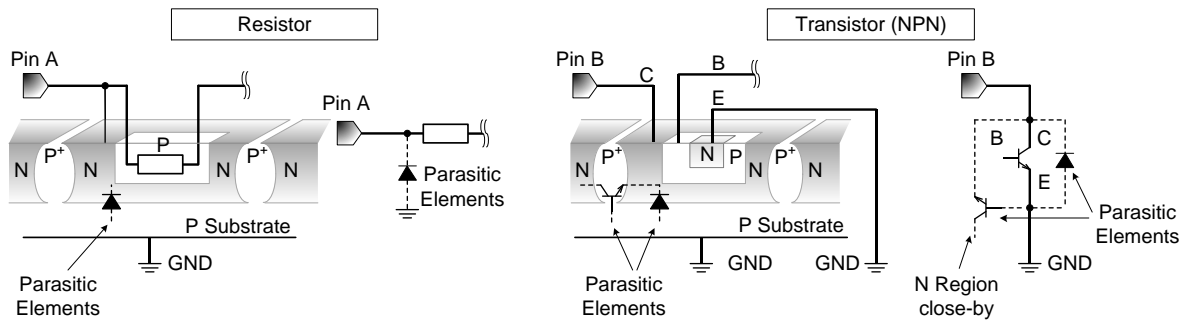 Resistor
Transistor (NPN)
Pin A
Pin B
C
B
E
Pin B
Pin A
N
P+
N
P
N
P+
N
Parasitic
Elements
N
P+
N
N
P
P+
N
B
C
E
P Substrate
GND
Parasitic
Elements
P Substrate
GND
GND
Parasitic
Elements
Parasitic
Elements
N Region
close-by
GND